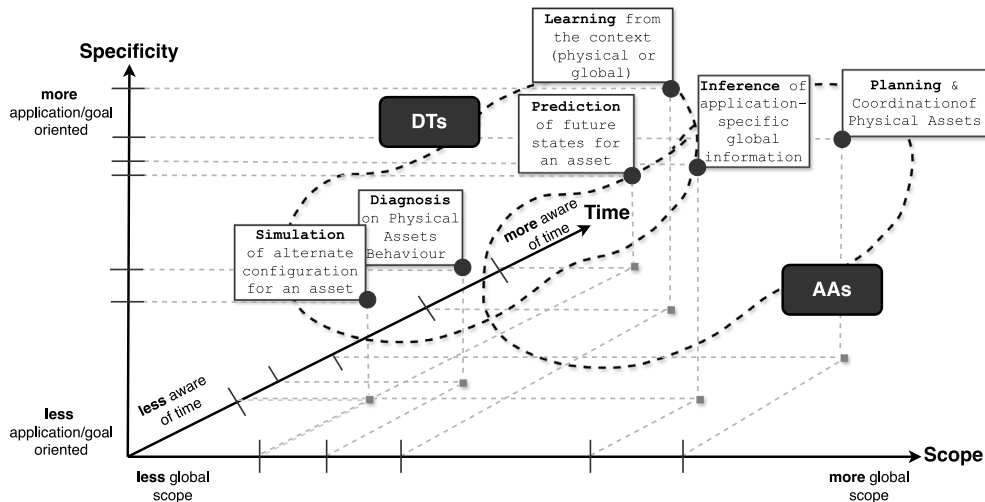 Learning from
the context
(physical or
global)
Specificity
more
application/goal
oriented
DTs
Prediction
of future
states for
an asset
Inference of
application-
specific
global
information
Planning &
Coordinationof
Physical Assets
Diagnosis
on Physical
Assets
Behaviour
Simulation
of alternate
configuration
for an asset
more aware
of time
Time
AAs
less aware
of time
less
application/goal
oriented
less global
scope
more global
scope
Scope